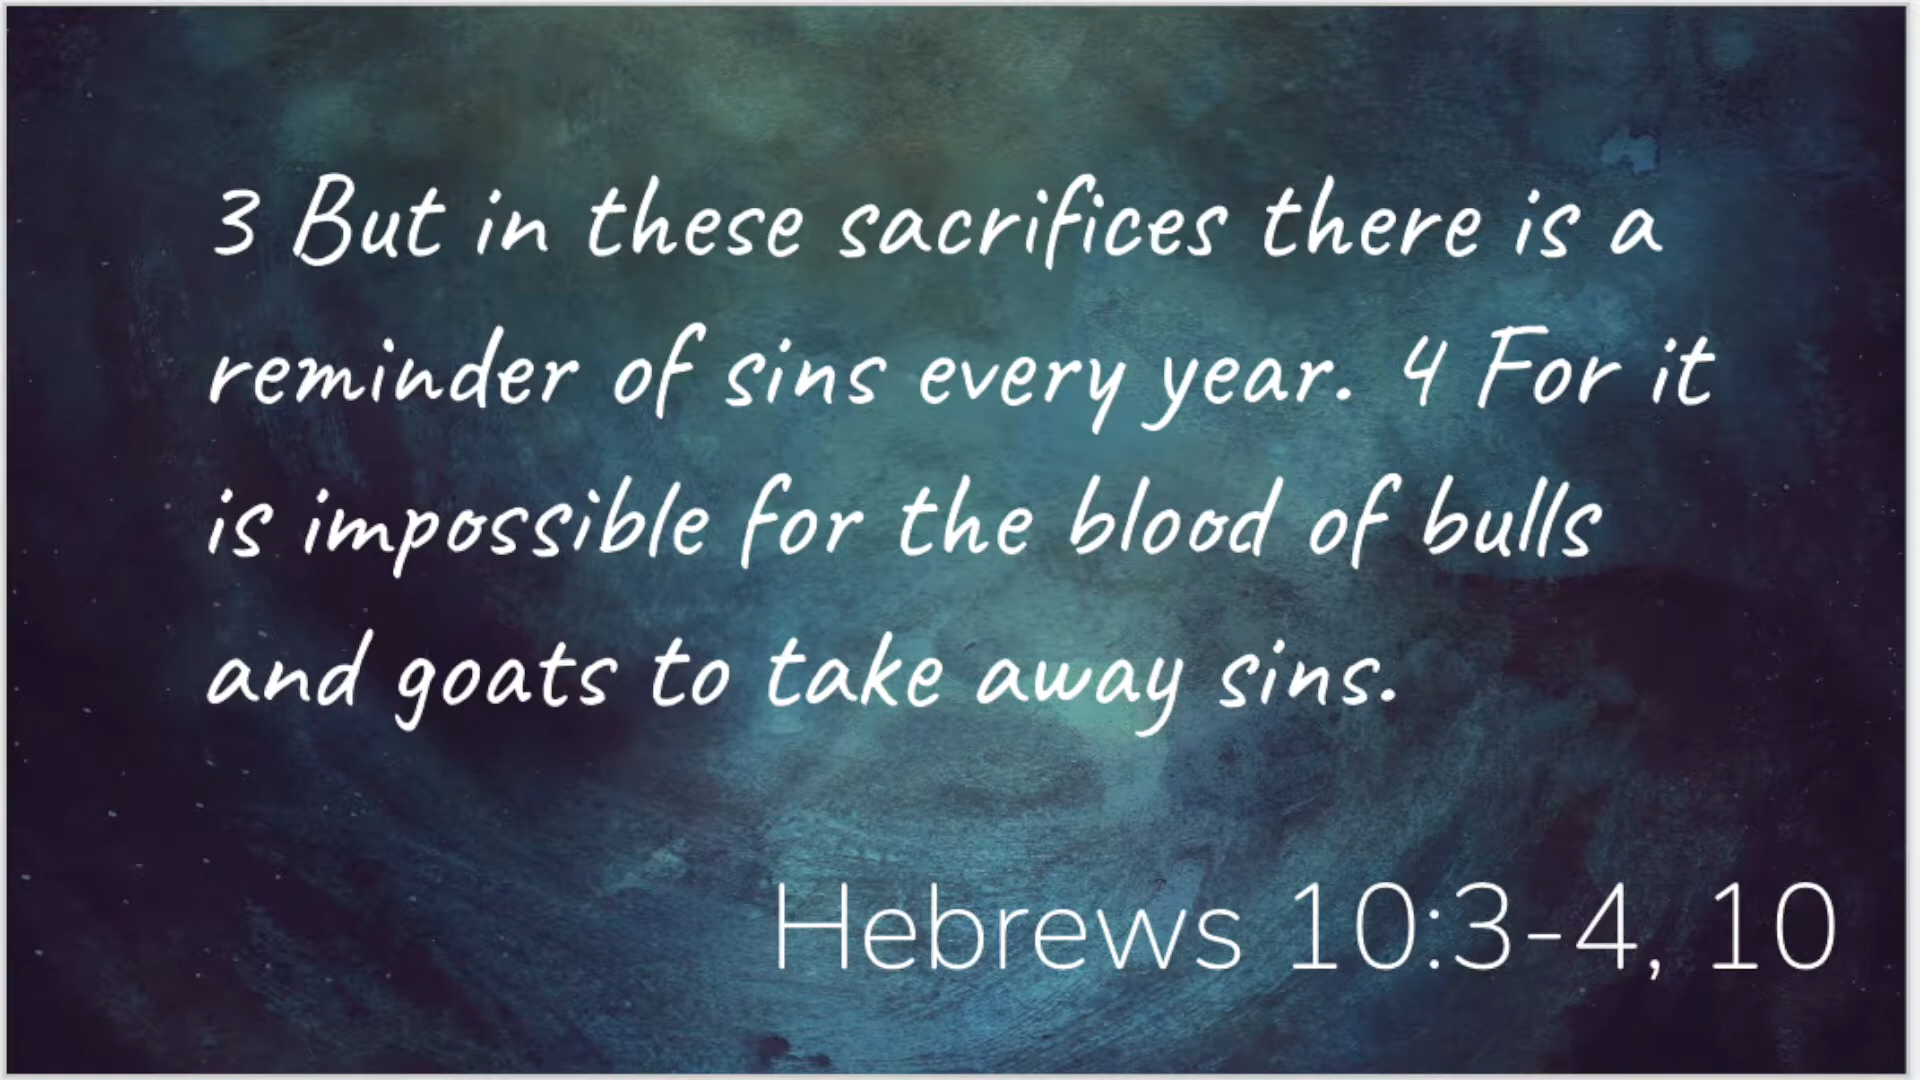 3 But in these sacrifices there is a
reminder of sins every year. 4 For it
is impossible for the blood of bulls
and goats to take away sins.
Hebrews 10:3-4, 10